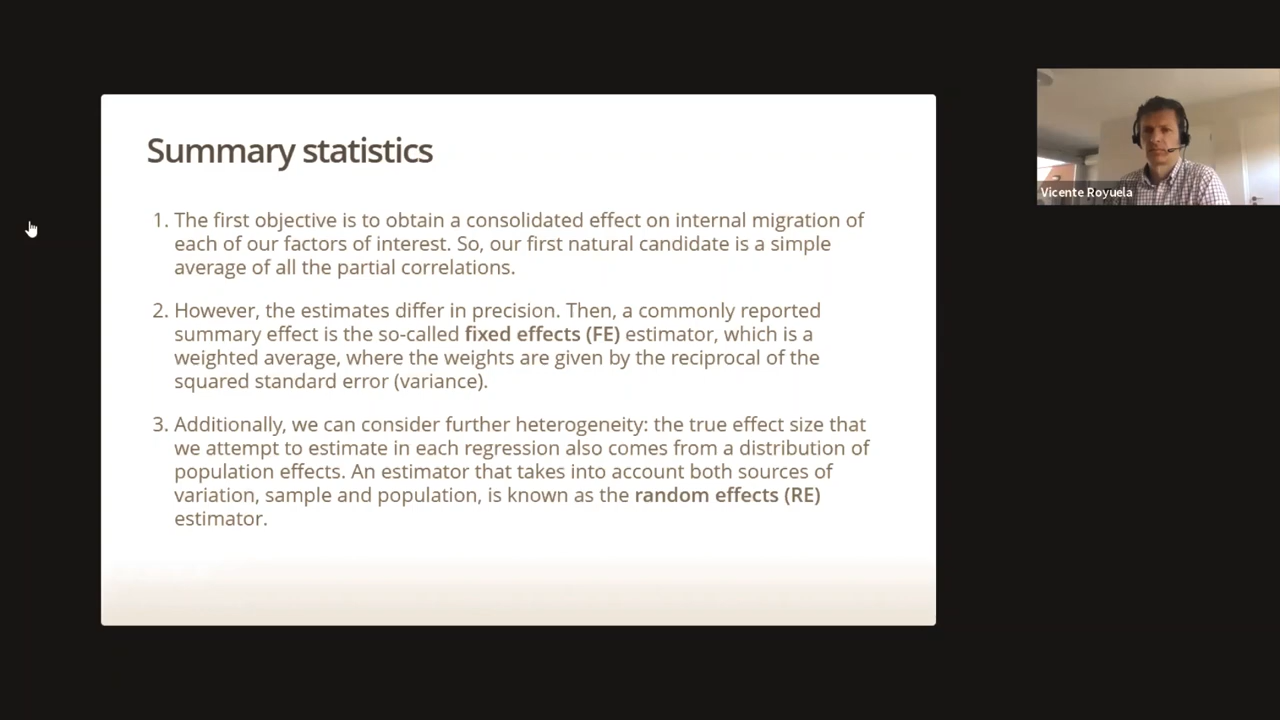 Summary statistics
1. The first objective is to obtain a consolidated effect on internal migration of
each of our factors of interest. So, our first natural candidate is a simple
average of all the partial correlations.
2. However, the estimates differ in precision. Then, a commonly reported
summary effect is the so-called fixed effects (FE) estimator, which is a
weighted average, where the weights are given by the reciprocal of the
squared standard error (variance).
3. Additionally, we can consider further heterogeneity: the true effect size that
we attempt to estimate in each regression also comes from a distribution of
population effects. An estimator that takes into account both sources of
variation, sample and population, is known as the random effects (RE)
estimator.
Vicente Royuela